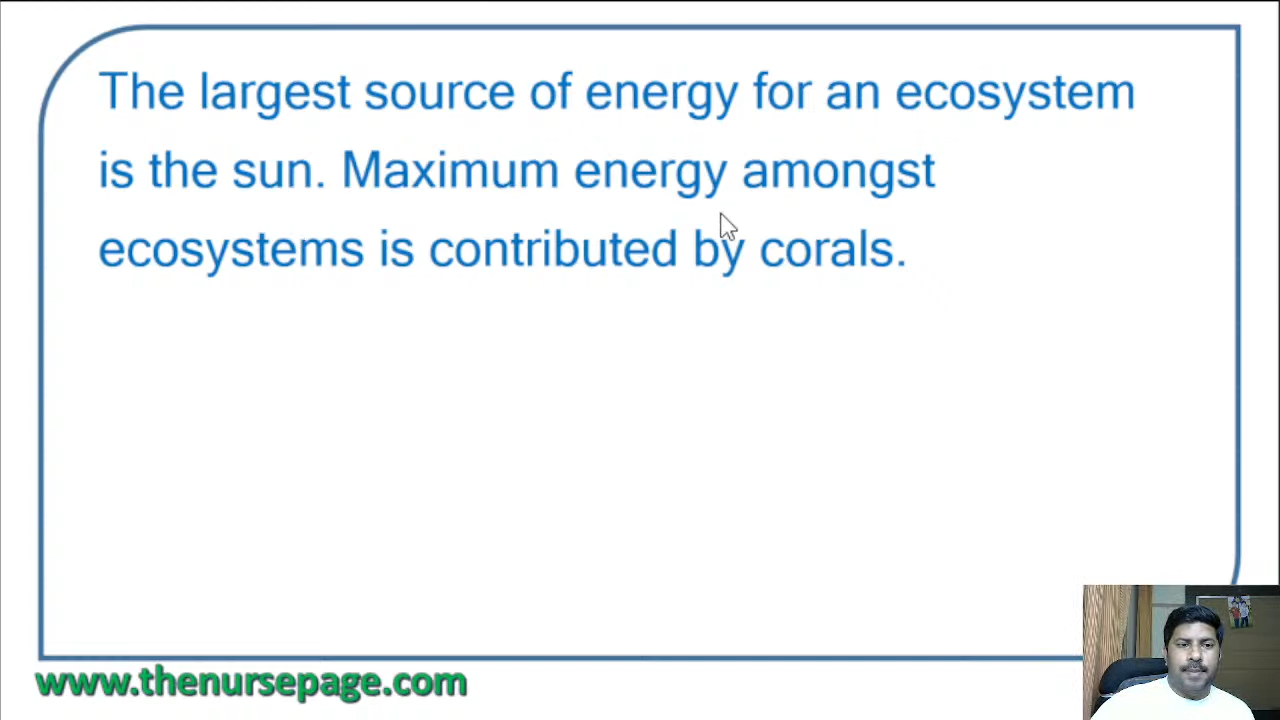 The largest source of energy for an ecosystem
is the sun. Maximum energy amongst
ecosystems is contributed by corals.
www.thenursepage.com